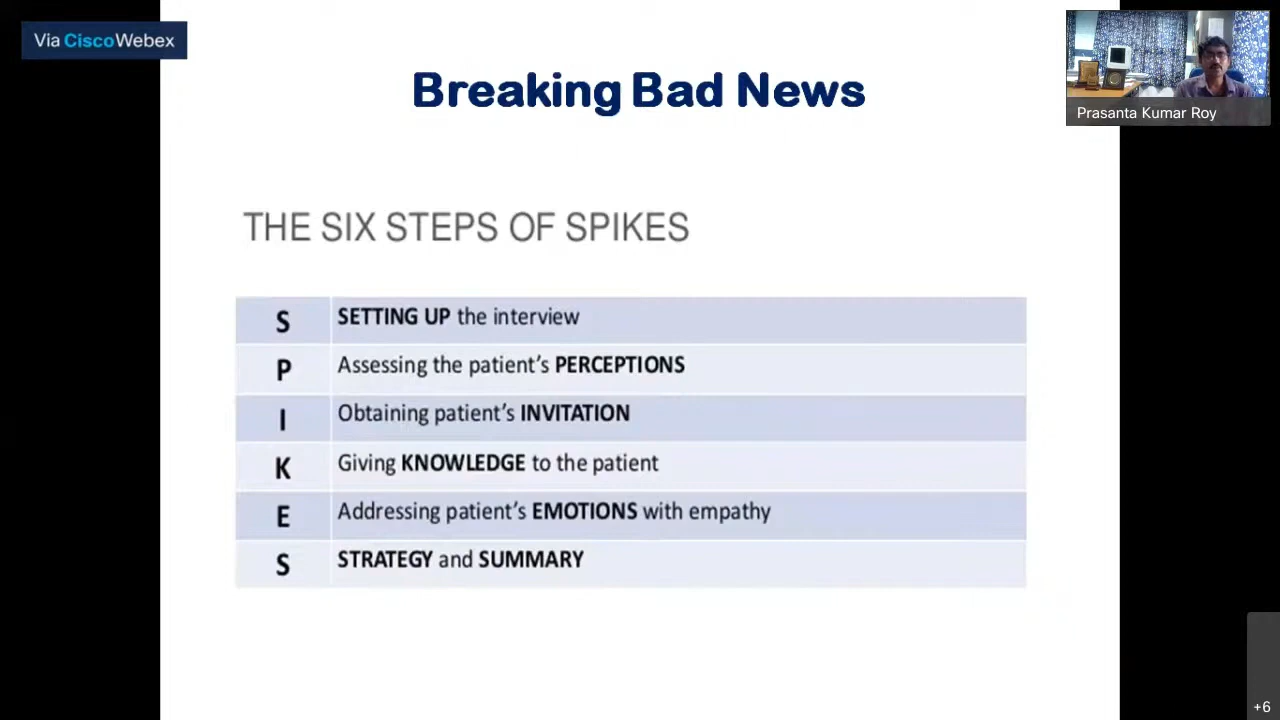 Via CiscoWebex
Breaking Bad News
Prasanta Kumar Roy
THE SIX STEPS OF SPIKES
S SETTING UP the interview
P Assessing the patient's PERCEPTIONS
I Obtaining patient's INVITATION
K Giving KNOWLEDGE to the patient
E Addressing patient's EMOTIONS with empathy
S STRATEGY and SUMMARY
+6